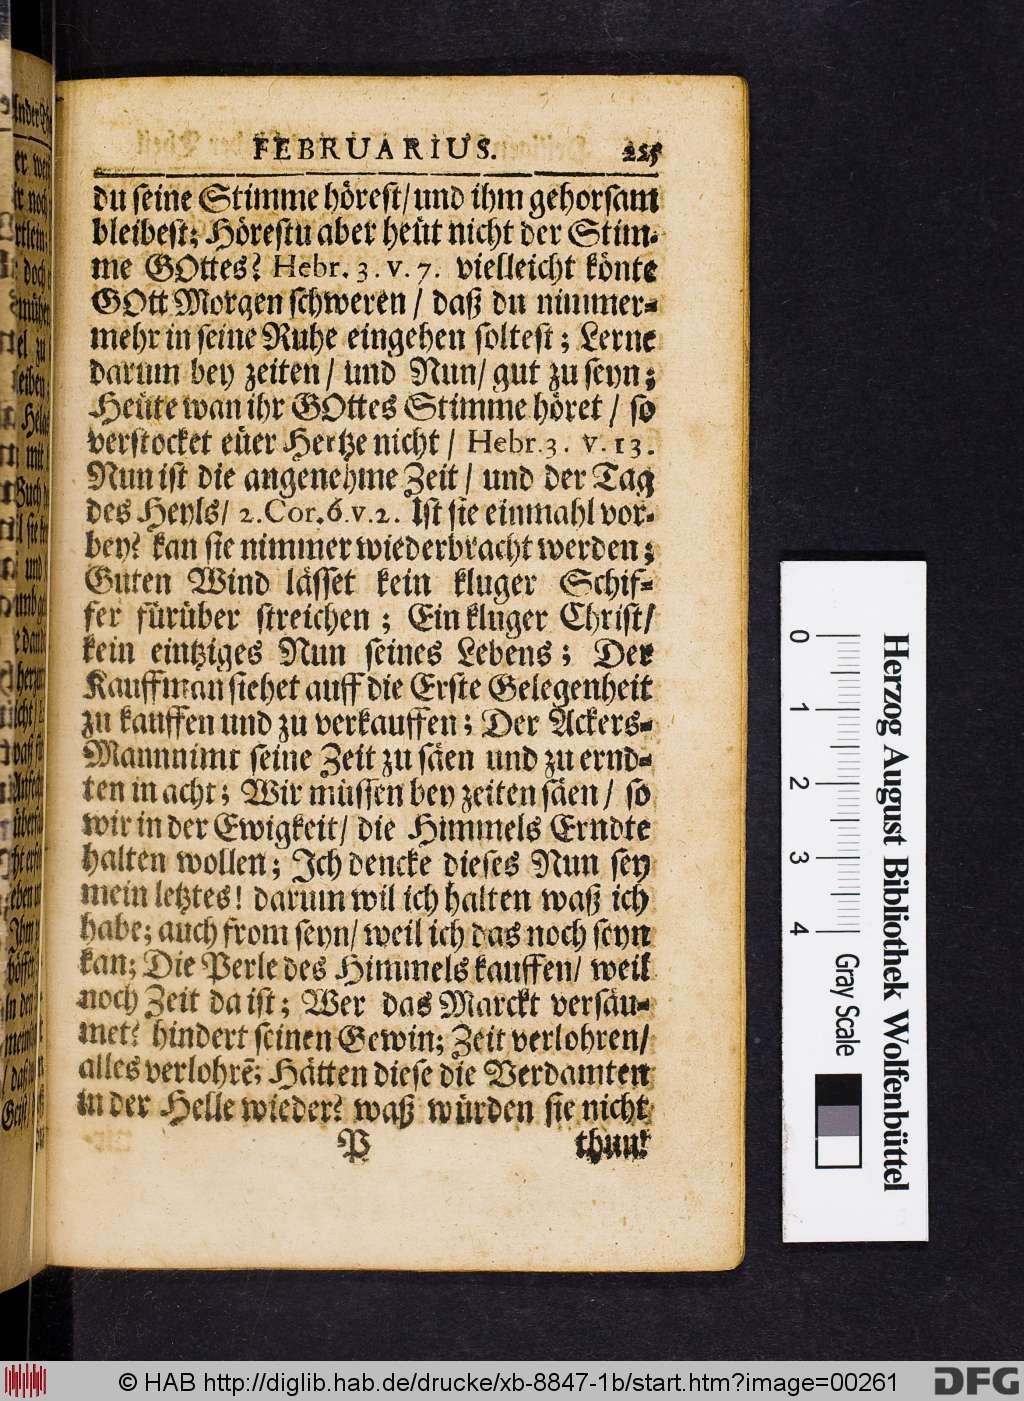 FEBRUARIUS. 225
du seine Stimme hörest/ und ihm gehorsam
bleibest; Hörestu aber heüt nicht der Stim-
me GOttes? Hebr. 3. v. 7. vielleicht könte
GOtt Morgen schweren / daß du nimmer-
mehr in seine Ruhe eingehen soltest; Lerne
darum bey zeiten/ und Nun/ gut zu seyn;
Heüte wan ihr GOttes Stimme höret / so
verstocket eüer Hertze nicht / Hebr. 3. v. 13.
Nun ist die angenehme Zeit / und der Tag
des Heyls/ 2. Cor. 6. v. 2. Ist sie einmahl vor-
bey? kan sie nimmer wiederbracht werden;
Guten Wind lässet kein kluger Schif-
fer fürüber streichen; Ein kluger Christ/
kein eintziges Nun seines Lebens; Der
Kauffman siehet auff die Erste Gelegenheit
zu kauffen und zu verkauffen; Der Ackers-
Mann nimt seine Zeit zu säen und zu ernd-
ten in acht; Wir müssen bey zeiten säen / so
wir in der Ewigkeit/ die Himmels Erndte
halten wollen; Ich dencke dieses Nun sey
mein letztes! darum wil ich halten waß ich
habe; auch from seyn/ weil ich das noch seyn
kan; Die Perle des Himmels kauffen/ weil
noch Zeit da ist; Wer das Marckt versäu-
met? hindert seinen Gewin; Zeit verlohren/
alles verlohrē; Hätten diese die Verdamten
in der Helle wieder? waß würden sie nicht
P thun?
0 1 2 3 4
Gray Scale
Herzog August Bibliothek Wolfenbüttel
© HAB http://diglib.hab.de/drucke/xb-8847-1b/start.htm?image=00261
DFG